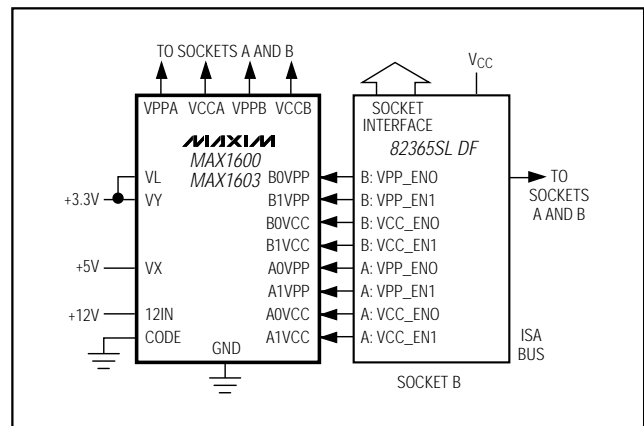 TO SOCKETS A AND B
VPPA VCCA VPPB VCCB
MAXIM
MAX1600
MAX1603
VL
VY
+3.3V
+5V
VX
+12V
12IN
CODE
GND
B0VPP
B1VPP
B0VCC
B1VCC
A0VPP
A1VPP
A0VCC
A1VCC
VCC
SOCKET
INTERFACE
82365SL DF
B: VPP_EN0
B: VPP_EN1
B: VCC_EN0
B: VCC_EN1
A: VPP_EN0
A: VPP_EN1
A: VCC_EN0
A: VCC_EN1
TO
SOCKETS
A AND B
ISA
BUS
SOCKET B